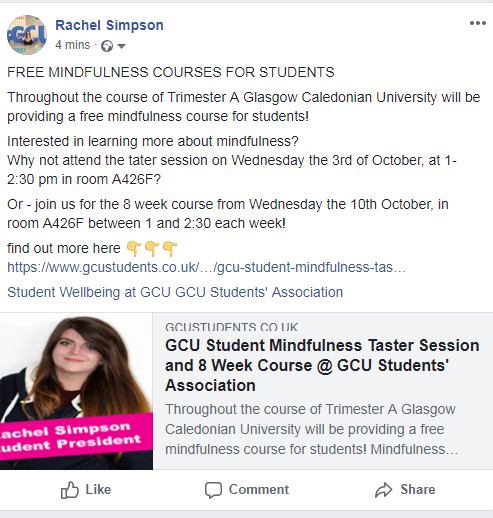 GCU
Rachel Simpson
4 mins ·
FREE MINDFULNESS COURSES FOR STUDENTS
Throughout the course of Trimester A Glasgow Caledonian University will be
providing a free mindfulness course for students!
Interested in learning more about mindfulness?
Why not attend the tater session on Wednesday the 3rd of October, at 1-
2:30 pm in room A426F?
Or - join us for the 8 week course from Wednesday the 10th October, in
room A426F between 1 and 2:30 each week!
find out more here 👇👇👇
https://www.gcustudents.co.uk/…/gcu-student-mindfulness-tas…
Student Wellbeing at GCU GCU Students' Association
GCUSTUDENTS.CO.UK
GCU Student Mindfulness Taster Session
and 8 Week Course @ GCU Students'
Association
Throughout the course of Trimester A Glasgow
Caledonian University will be providing a free
mindfulness course for students! Mindfulness…
achel Simpson
udent President
Like
Comment
Share